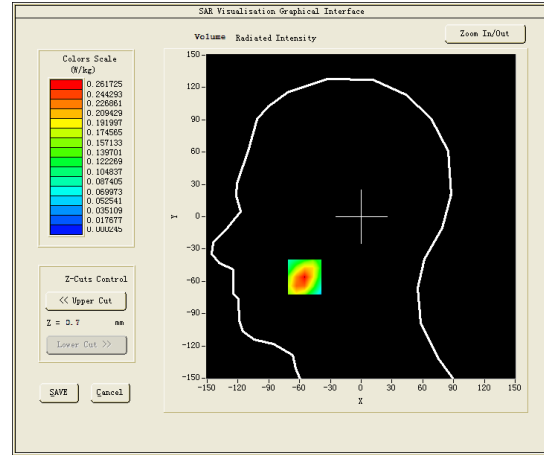 SAR Visualisation Graphical Interface
Volume Radiated Intensity
Zoom In/Out
Colors Scale
(W/kg)
0.261725
0.244293
0.226861
0.209429
0.191997
0.174565
0.157133
0.139701
0.122269
0.104837
0.087405
0.069973
0.052541
0.035109
0.017677
0.000245
Z-Cuts Control
<< Upper Cut
Z = 0.7 mm
Lower Cut >>
SAVE Cancel
150
120
90
60
30
0
-30
-60
-90
-120
-150
Y
-150 -120 -90 -60 -30 0 30 60 90 120 150
X